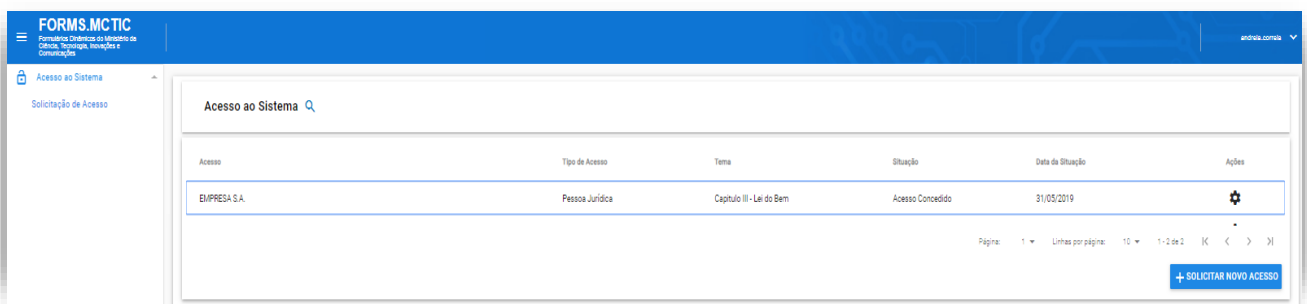 FORMS.MCTIC
Formulários Dinâmicos do Ministério da
Ciência, Tecnologia, Inovações e
Comunicações
andreia.correia
Acesso ao Sistema
Solicitação de Acesso
Acesso ao Sistema
Acesso Tipo de Acesso Tema Situação Data da Situação Ações
EMPRESA S.A. Pessoa Jurídica Capítulo III - Lei do Bem Acesso Concedido 31/05/2019
Página: 1 Linhas por página: 10 1 - 2 de 2
+ SOLICITAR NOVO ACESSO